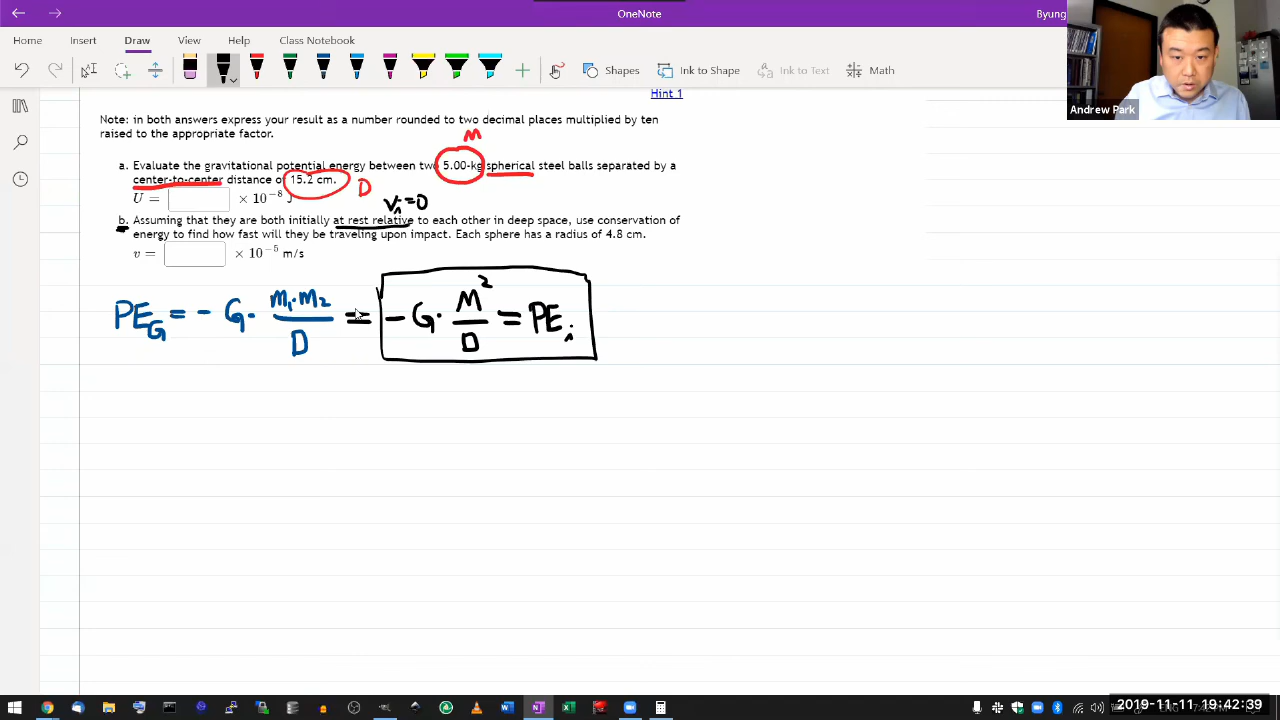 OneNote
Byung
Home Insert Draw View Help Class Notebook
Shapes Ink to Shape Ink to Text Math
Andrew Park
Hint 1
Note: in both answers express your result as a number rounded to two decimal places multiplied by ten
raised to the appropriate factor.
M
a. Evaluate the gravitational potential energy between two 5.00-kg spherical steel balls separated by a
center-to-center distance of 15.2 cm.
D
U = × 10⁻⁸ J
vᵢ=0
b. Assuming that they are both initially at rest relative to each other in deep space, use conservation of
energy to find how fast will they be traveling upon impact. Each sphere has a radius of 4.8 cm.
v = × 10⁻⁵ m/s
PE_G = - G · m₁·m₂ / D = - G · M² / D = PEᵢ
2019-11-11 19:42:39